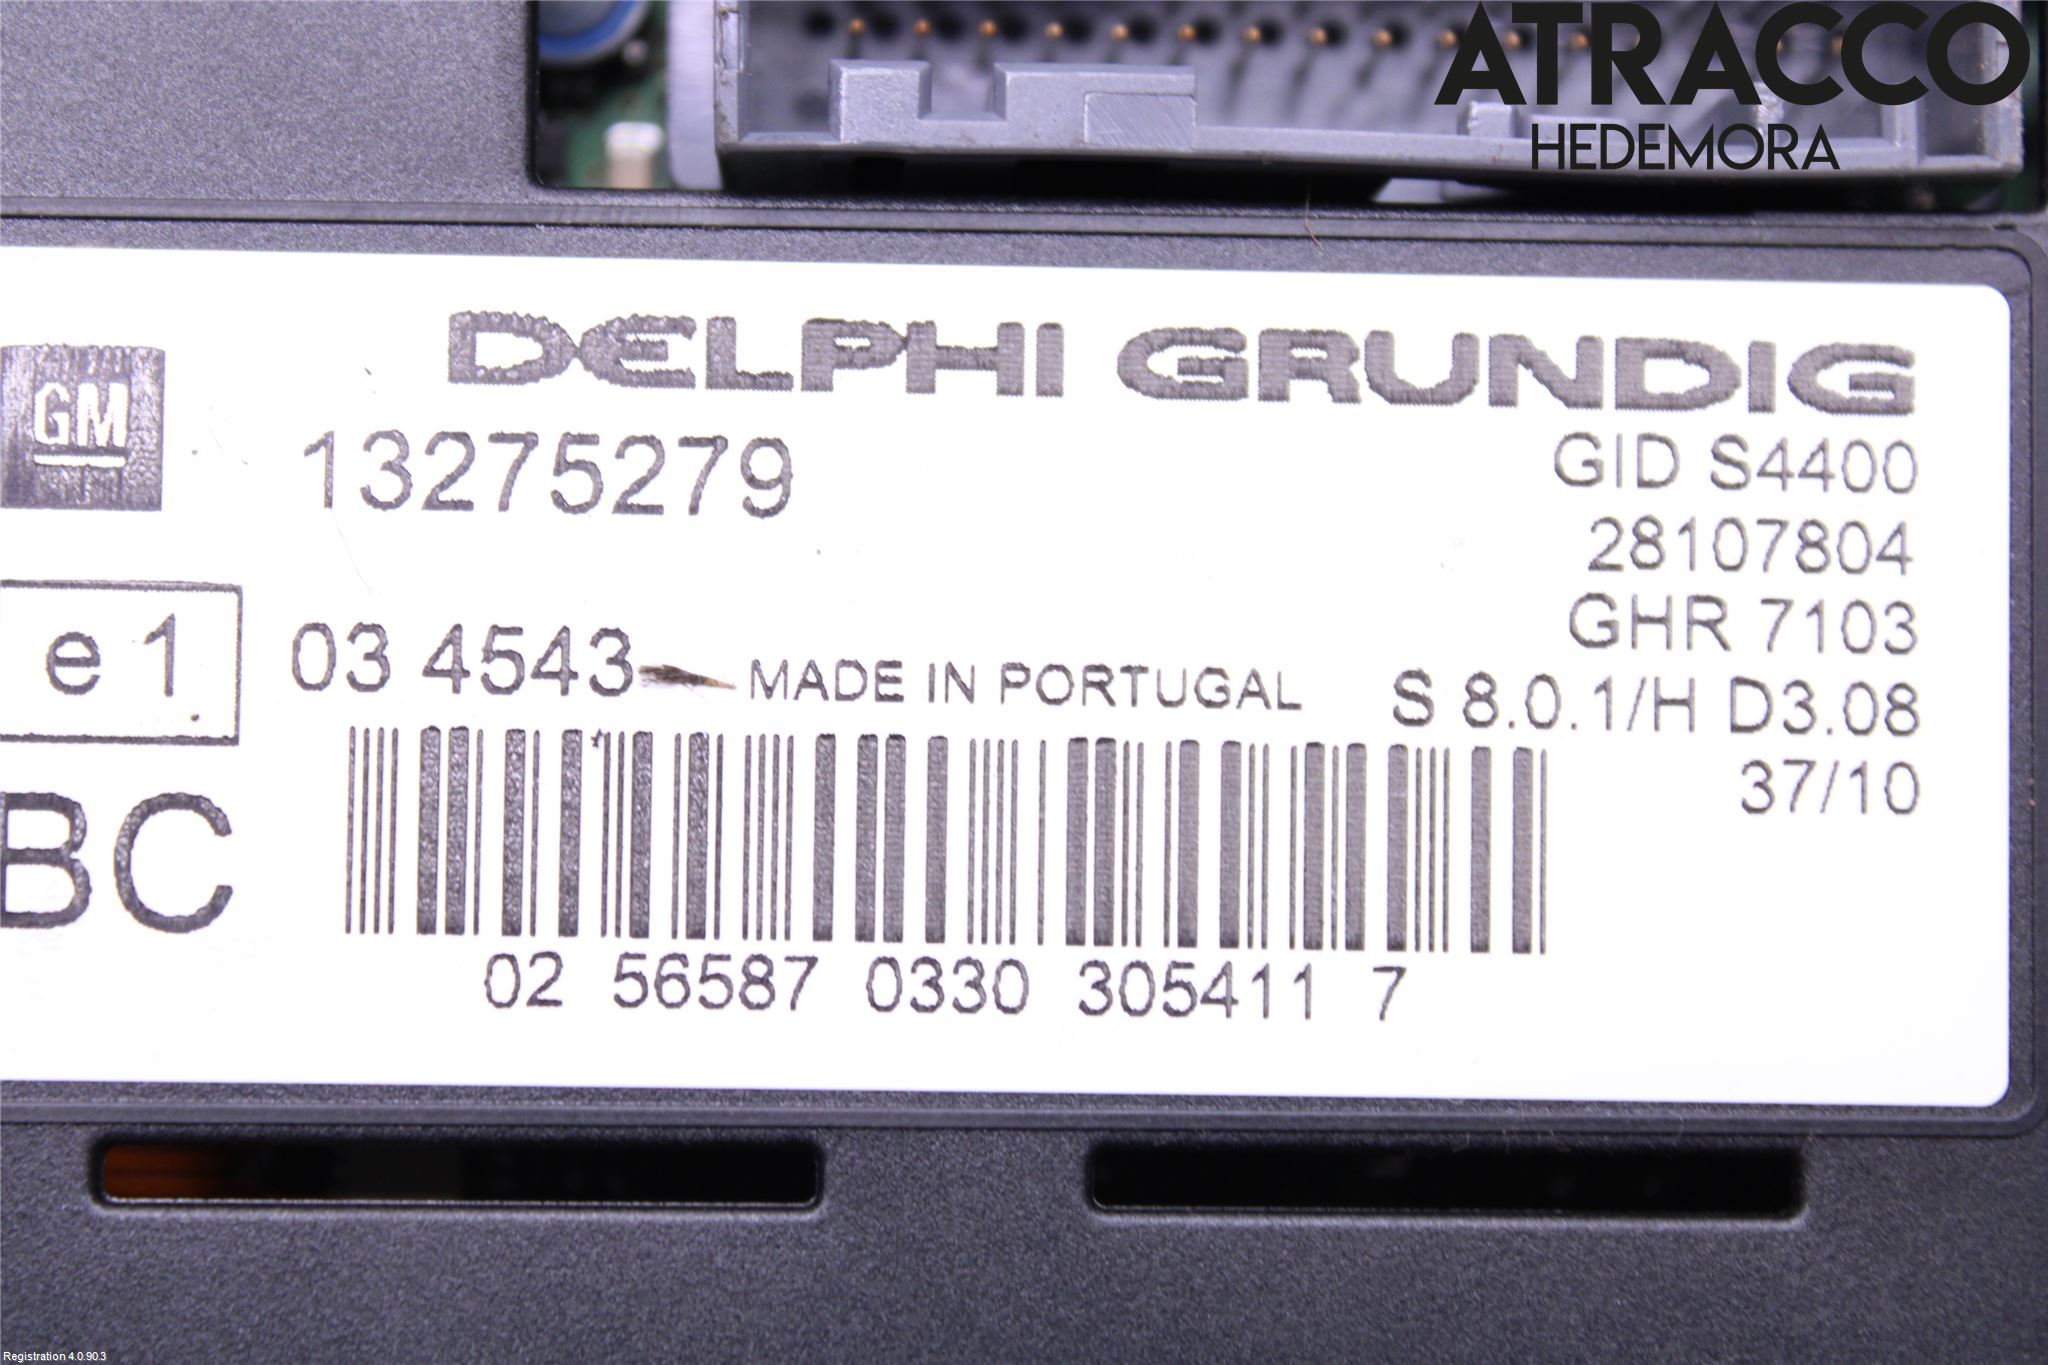 ATRACCO
HEDEMORA
DELPHI GRUNDIG
GM
13275279
GID S4400
28107804
GHR 7103
e1
03 4543
MADE IN PORTUGAL
S 8.0.1/H D3.08
37/10
BC
02 56587 0330 305411 7
Registration 4.0.90.3